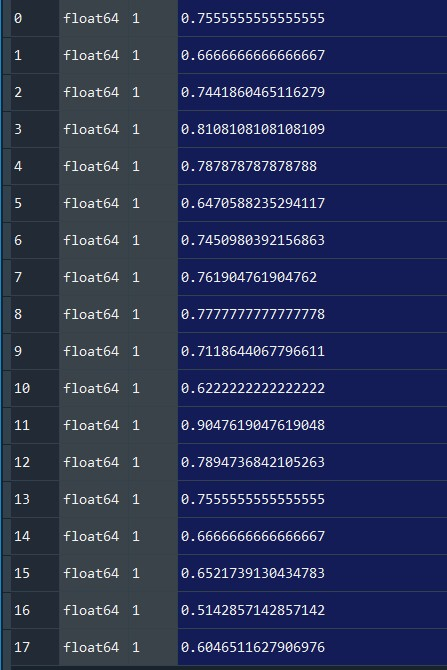 0 float64 1 0.7555555555555555
1 float64 1 0.6666666666666667
2 float64 1 0.7441860465116279
3 float64 1 0.8108108108108109
4 float64 1 0.787878787878788
5 float64 1 0.6470588235294117
6 float64 1 0.7450980392156863
7 float64 1 0.761904761904762
8 float64 1 0.7777777777777778
9 float64 1 0.7118644067796611
10 float64 1 0.6222222222222222
11 float64 1 0.9047619047619048
12 float64 1 0.7894736842105263
13 float64 1 0.7555555555555555
14 float64 1 0.6666666666666667
15 float64 1 0.6521739130434783
16 float64 1 0.5142857142857142
17 float64 1 0.6046511627906976